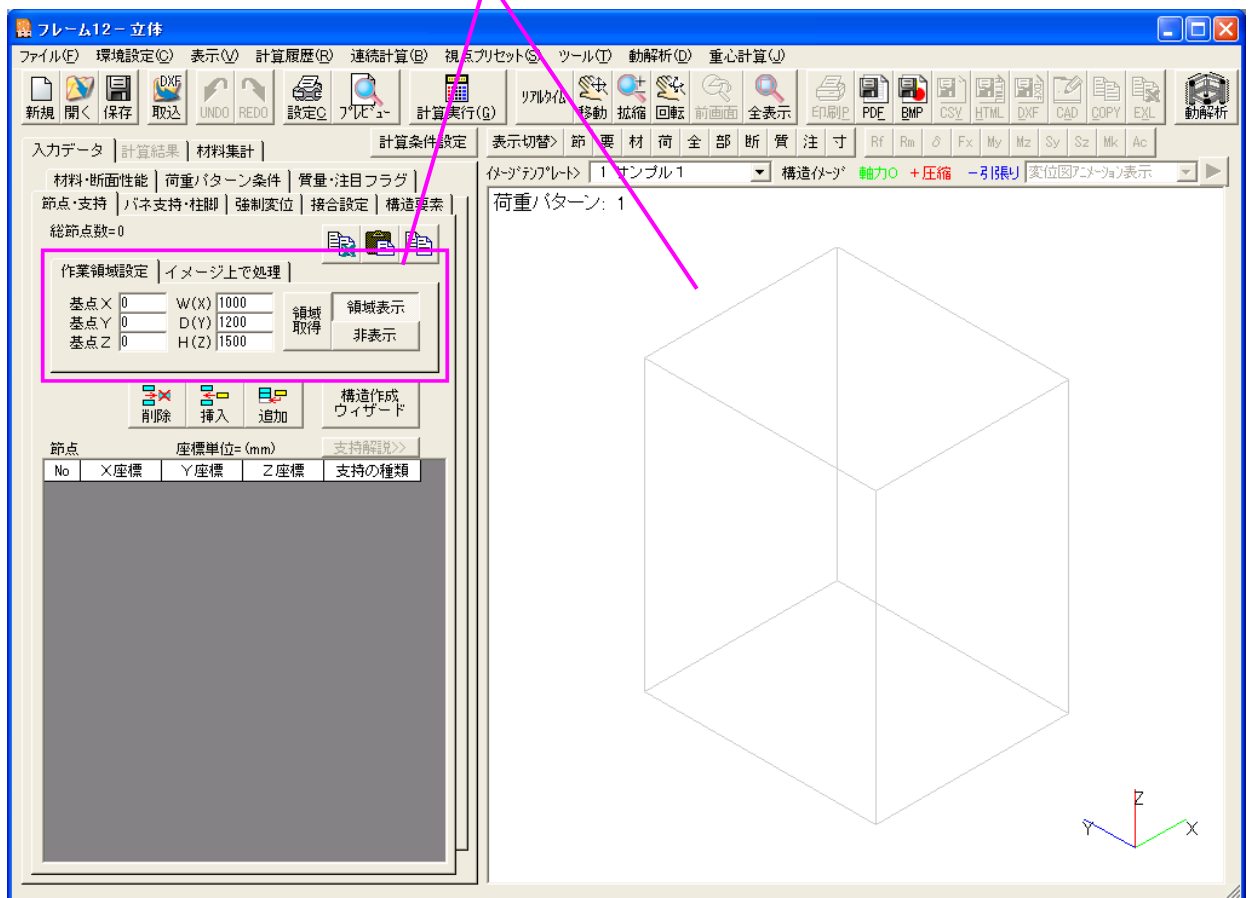 フレーム12－立体
ファイル(F) 環境設定(C) 表示(V) 計算履歴(R) 連続計算(B) 視点プリセット(S) ツール(T) 動解析(D) 重心計算(J)
新規 開く 保存 DXF 取込 UNDO REDO 設定C ﾌﾟﾚﾋﾞｭｰ 計算実行(G) ﾘｱﾙﾀｲﾑ 移動 拡縮 回転 前画面 全表示 印刷P PDF BMP CSV HTML DXF CAD COPY EXL 動解析
入力データ 計算結果 材料集計 計算条件設定 表示切替> 節 要 材 荷 全 部 断 質 注 寸 Rf Rm δ Fx My Mz Sy Sz Mk Ac
ｲﾒｰｼﾞﾃﾝﾌﾟﾚｰﾄ> 1 サンプル1 構造ｲﾒｰｼﾞ 軸力0 +圧縮 -引張り 変位図ｱﾆﾒｰｼｮﾝ表示
材料・断面性能 荷重パターン条件 質量・注目フラグ
節点・支持 バネ支持・柱脚 強制変位 接合設定 構造要素
荷重パターン: 1
総節点数=0
作業領域設定 イメージ上で処理
基点X 0 W(X) 1000
基点Y 0 D(Y) 1200
基点Z 0 H(Z) 1500
領域取得 領域表示
非表示
削除 挿入 追加 構造作成
ウィザード
節点 座標単位=(mm) 支持解説>>
No X座標 Y座標 Z座標 支持の種類
Z
Y X